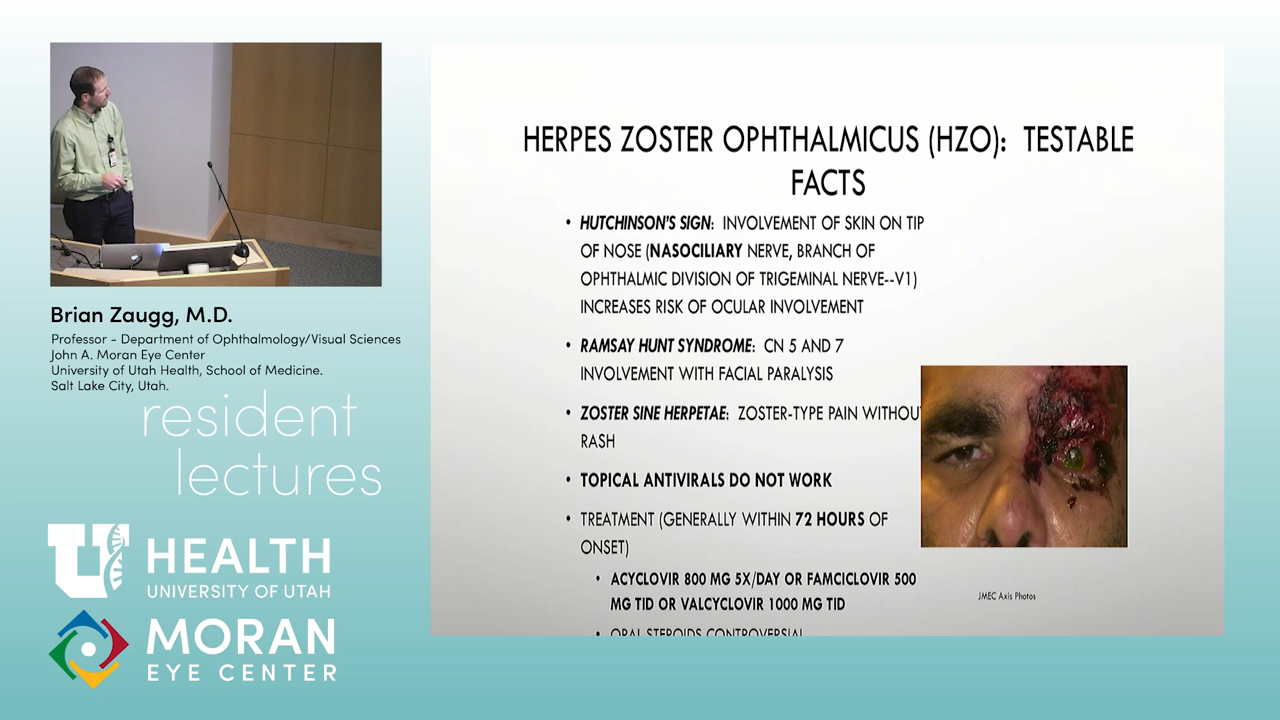 Brian Zaugg, M.D.
Professor - Department of Ophthalmology/Visual Sciences
John A. Moran Eye Center
University of Utah Health, School of Medicine.
Salt Lake City, Utah.
resident
lectures
U HEALTH
UNIVERSITY OF UTAH
MORAN
EYE CENTER
HERPES ZOSTER OPHTHALMICUS (HZO): TESTABLE
FACTS
• HUTCHINSON'S SIGN: INVOLVEMENT OF SKIN ON TIP
OF NOSE (NASOCILIARY NERVE, BRANCH OF
OPHTHALMIC DIVISION OF TRIGEMINAL NERVE--V1)
INCREASES RISK OF OCULAR INVOLVEMENT
• RAMSAY HUNT SYNDROME: CN 5 AND 7
INVOLVEMENT WITH FACIAL PARALYSIS
• ZOSTER SINE HERPETAE: ZOSTER-TYPE PAIN WITHOU
RASH
• TOPICAL ANTIVIRALS DO NOT WORK
• TREATMENT (GENERALLY WITHIN 72 HOURS OF
ONSET)
• ACYCLOVIR 800 MG 5X/DAY OR FAMCICLOVIR 500
MG TID OR VALCYCLOVIR 1000 MG TID
• ORAL STEROIDS CONTROVERSIAL
JMEC Axis Photos